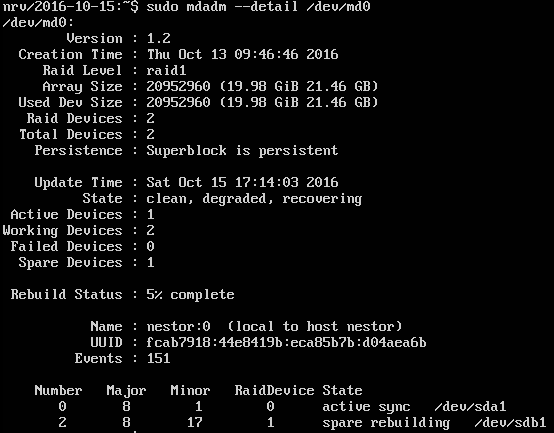 nrv/2016-10-15:~$ sudo mdadm --detail /dev/md0
/dev/md0:
Version : 1.2
Creation Time : Thu Oct 13 09:46:46 2016
Raid Level : raid1
Array Size : 20952960 (19.98 GiB 21.46 GB)
Used Dev Size : 20952960 (19.98 GiB 21.46 GB)
Raid Devices : 2
Total Devices : 2
Persistence : Superblock is persistent
Update Time : Sat Oct 15 17:14:03 2016
State : clean, degraded, recovering
Active Devices : 1
Working Devices : 2
Failed Devices : 0
Spare Devices : 1
Rebuild Status : 5% complete
Name : nestor:0 (local to host nestor)
UUID : fcab7918:44e8419b:eca85b7b:d04aea6b
Events : 151
Number Major Minor RaidDevice State
0 8 1 0 active sync /dev/sda1
2 8 17 1 spare rebuilding /dev/sdb1